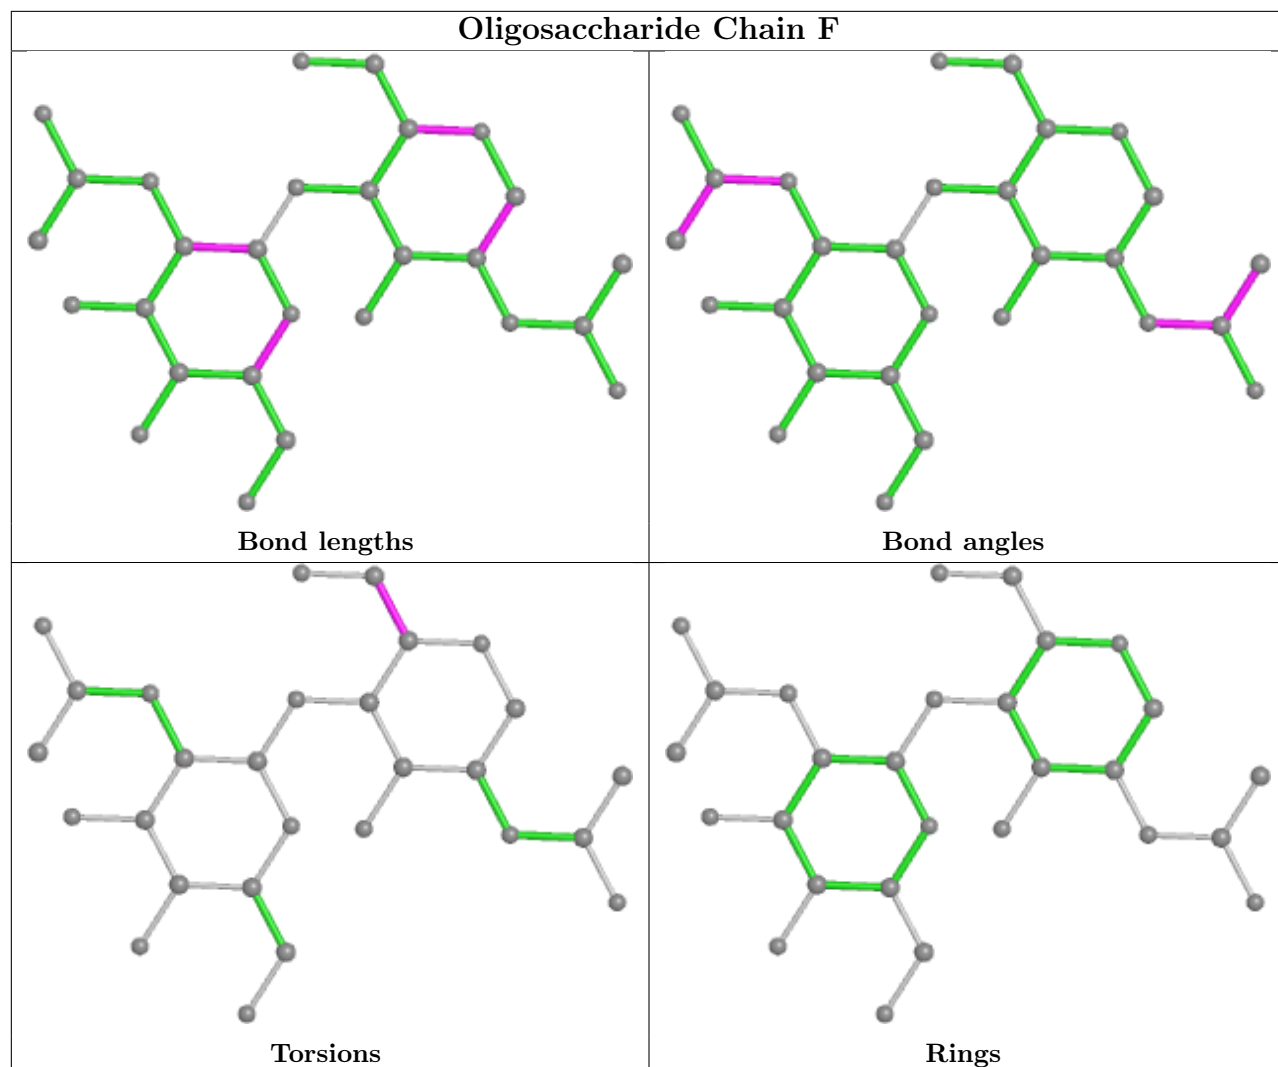 Oligosaccharide Chain F
Bond lengths
Bond angles
Torsions
Rings